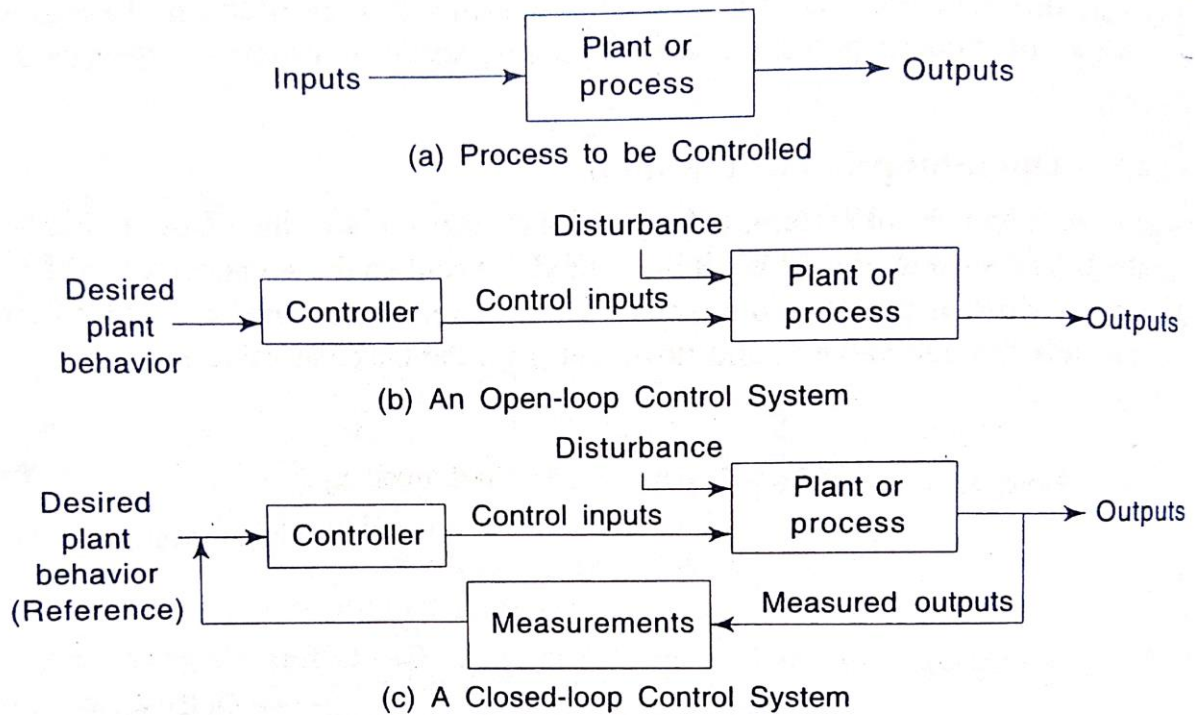 Inputs
Plant or
process
Outputs
(a) Process to be Controlled
Disturbance
Desired
plant
behavior
Controller
Control inputs
Plant or
process
Outputs
(b) An Open-loop Control System
Disturbance
Desired
plant
behavior
(Reference)
Controller
Control inputs
Plant or
process
Outputs
Measured outputs
Measurements
(c) A Closed-loop Control System